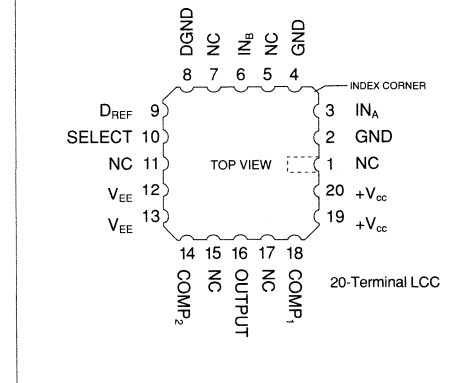 DGND NC IN_B NC GND
8 7 6 5 4
INDEX CORNER
D_REF 9 3 IN_A
SELECT 10 2 GND
NC 11 TOP VIEW 1 NC
V_EE 12 20 +V_cc
V_EE 13 19 +V_cc
14 15 16 17 18
COMP_2 NC OUTPUT NC COMP_1
20-Terminal LCC